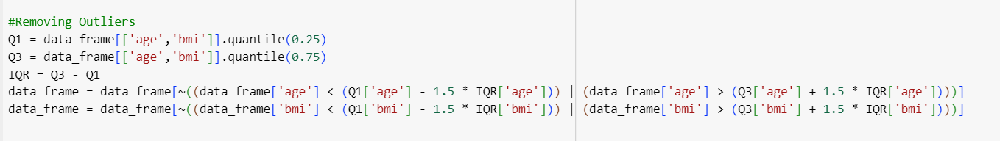 #Removing Outliers
Q1 = data_frame[['age','bmi']].quantile(0.25)
Q3 = data_frame[['age','bmi']].quantile(0.75)
IQR = Q3 - Q1
data_frame = data_frame[~((data_frame['age'] < (Q1['age'] - 1.5 * IQR['age'])) | (data_frame['age'] > (Q3['age'] + 1.5 * IQR['age'])))]
data_frame = data_frame[~((data_frame['bmi'] < (Q1['bmi'] - 1.5 * IQR['bmi'])) | (data_frame['bmi'] > (Q3['bmi'] + 1.5 * IQR['bmi'])))]